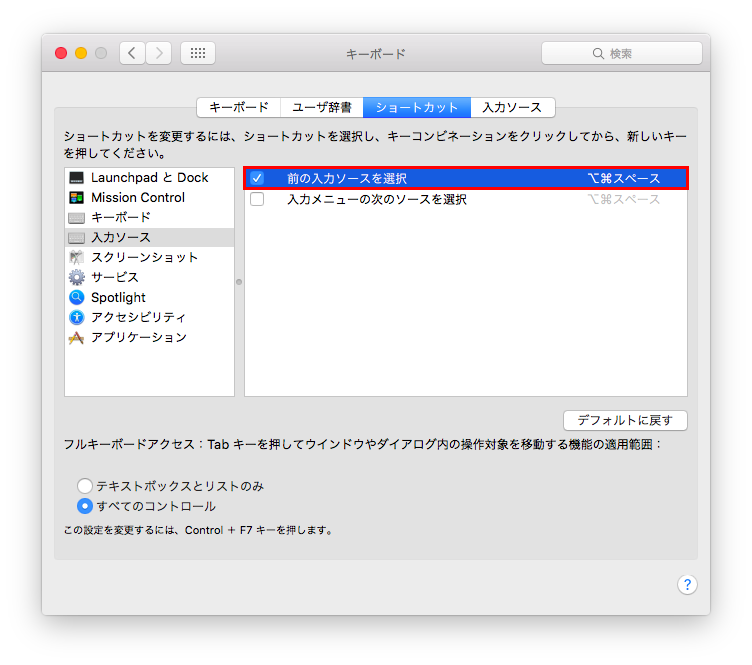 キーボード
検索
キーボード
ユーザ辞書
ショートカット
入力ソース
ショートカットを変更するには、ショートカットを選択し、キーコンビネーションをクリックしてから、新しいキー
を押してください。
Launchpad と Dock
Mission Control
キーボード
入力ソース
スクリーンショット
サービス
Spotlight
アクセシビリティ
アプリケーション
前の入力ソースを選択 ⌥⌘スペース
入力メニューの次のソースを選択 ⌥⌘スペース
デフォルトに戻す
フルキーボードアクセス：Tab キーを押してウインドウやダイアログ内の操作対象を移動する機能の適用範囲：
テキストボックスとリストのみ
すべてのコントロール
この設定を変更するには、Control ＋ F7 キーを押します。
?